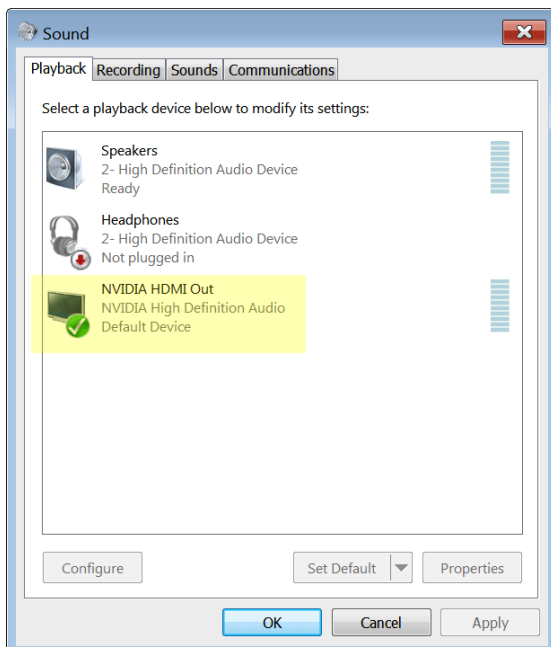 Sound
Playback Recording Sounds Communications
Select a playback device below to modify its settings:
Speakers
2- High Definition Audio Device
Ready
Headphones
2- High Definition Audio Device
Not plugged in
NVIDIA HDMI Out
NVIDIA High Definition Audio
Default Device
Configure Set Default Properties
OK Cancel Apply